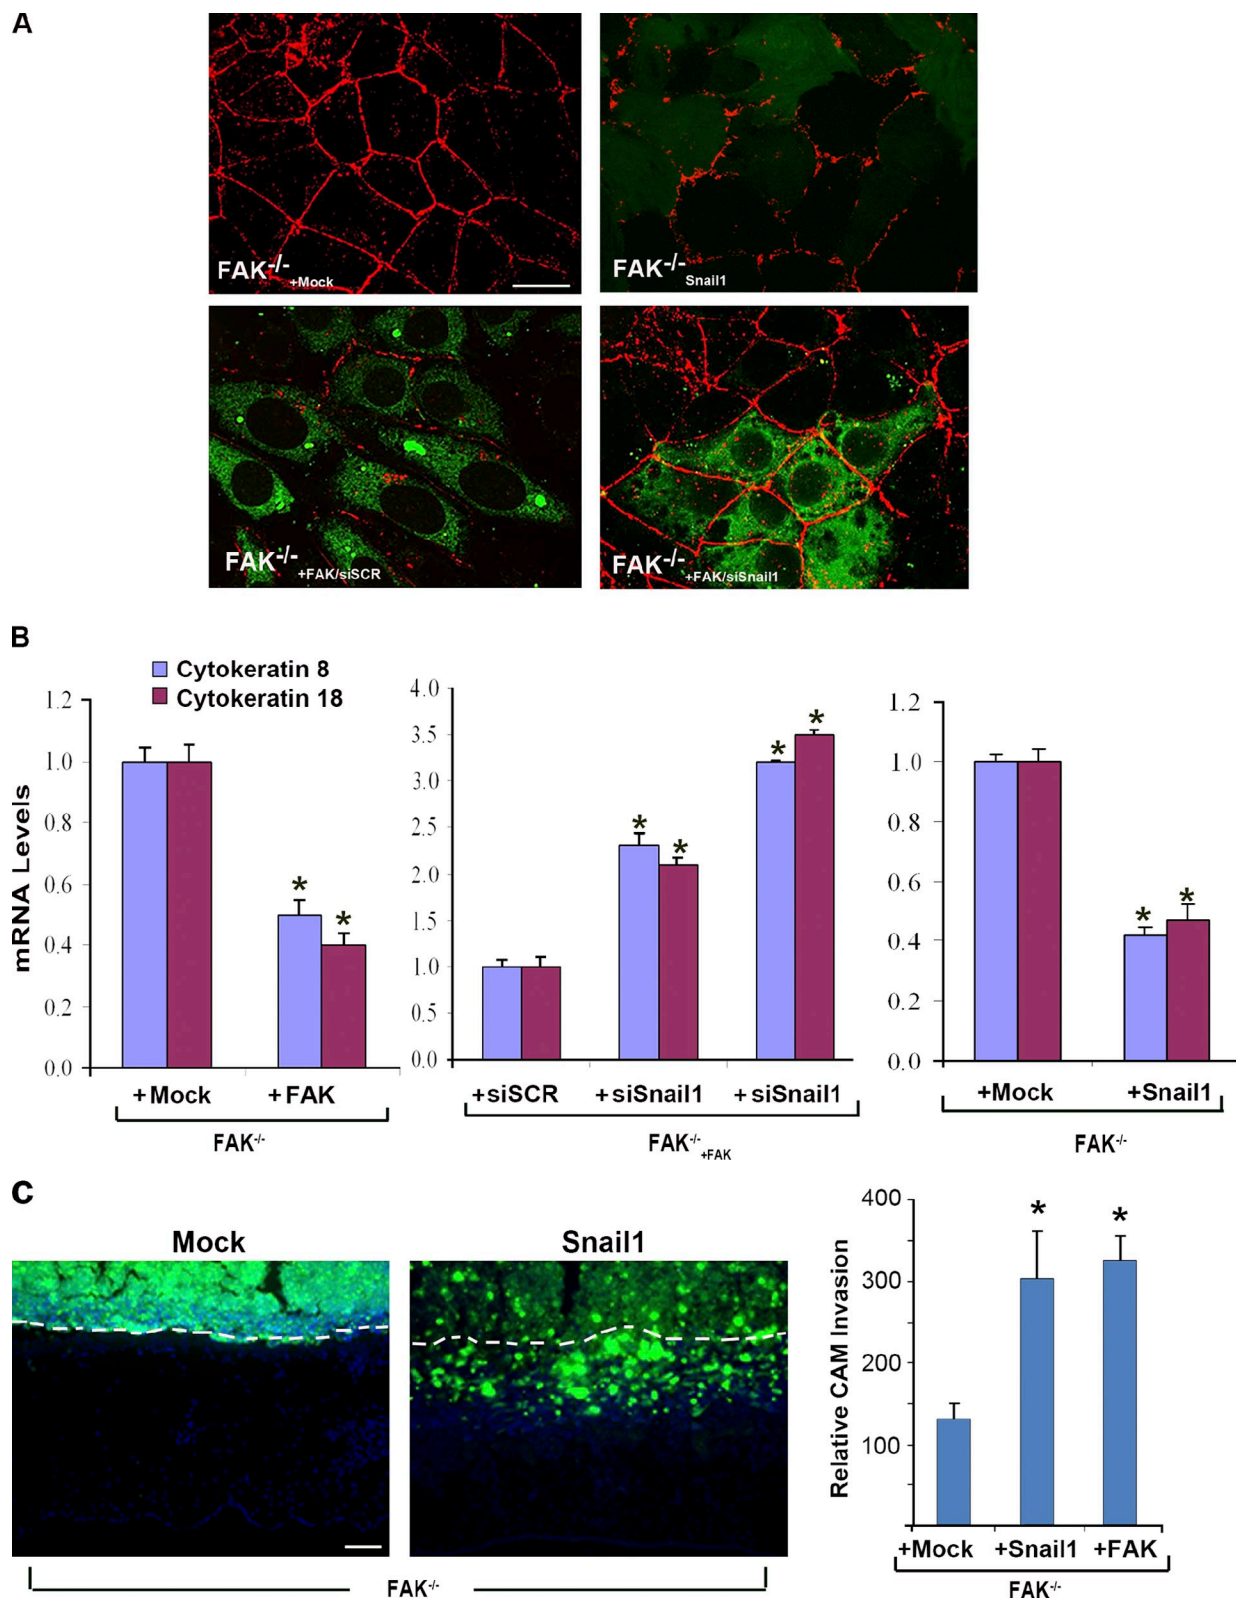 A
FAK-/- +Mock
FAK-/- Snail1
FAK-/- +FAK/siSCR
FAK-/- +FAK/siSnail1
B
Cytokeratin 8
Cytokeratin 18
mRNA Levels
1.2
1.0
0.8
0.6
0.4
0.2
0.0
* *
+Mock +FAK
FAK-/-
4.0
3.5
3.0
2.5
2.0
1.5
1.0
0.5
0.0
* * * *
+siSCR +siSnail1 +siSnail1
FAK-/- +FAK
1.2
1.0
0.8
0.6
0.4
0.2
0.0
* *
+Mock +Snail1
FAK-/-
C
Mock Snail1
FAK-/-
Relative CAM Invasion
400
300
200
100
* *
+Mock +Snail1 +FAK
FAK-/-